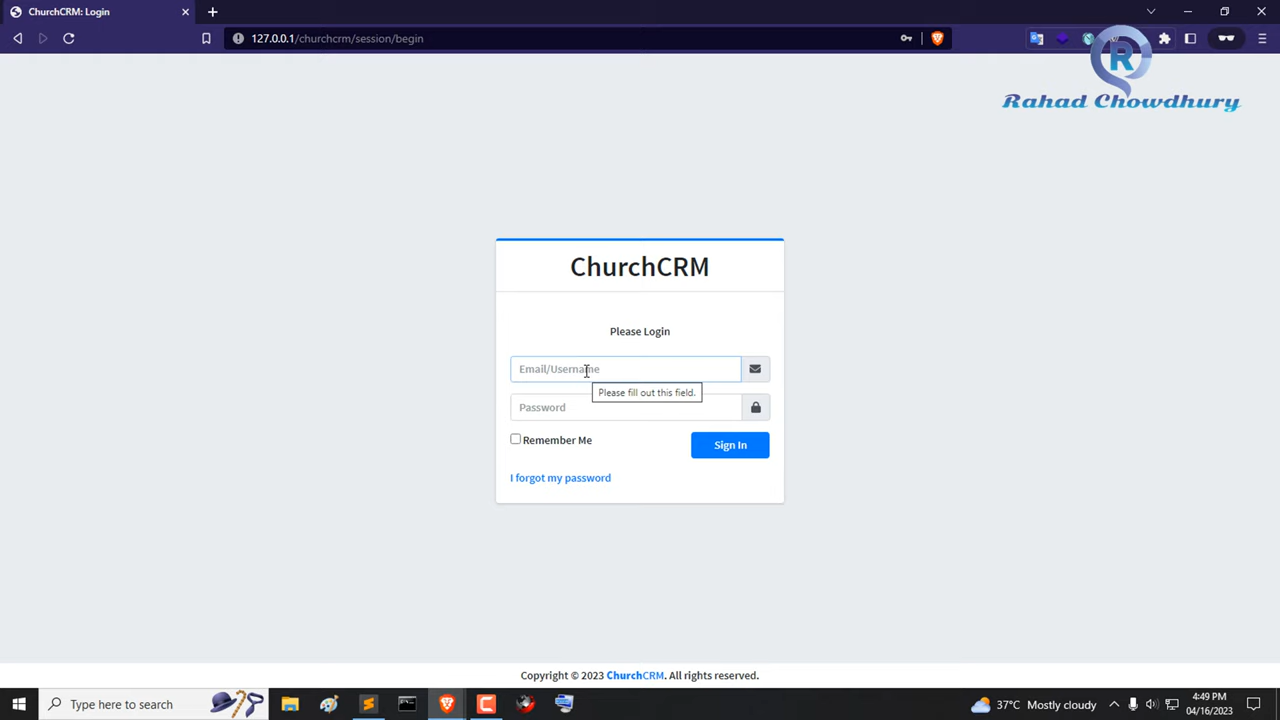 ChurchCRM: Login
127.0.0.1/churchcrm/session/begin
R
Rahad Chowdhury
ChurchCRM
Please Login
Email/Username
Please fill out this field.
Password
Remember Me
Sign In
I forgot my password
Copyright © 2023 ChurchCRM. All rights reserved.
Type here to search
37°C Mostly cloudy
4:49 PM
04/16/2023